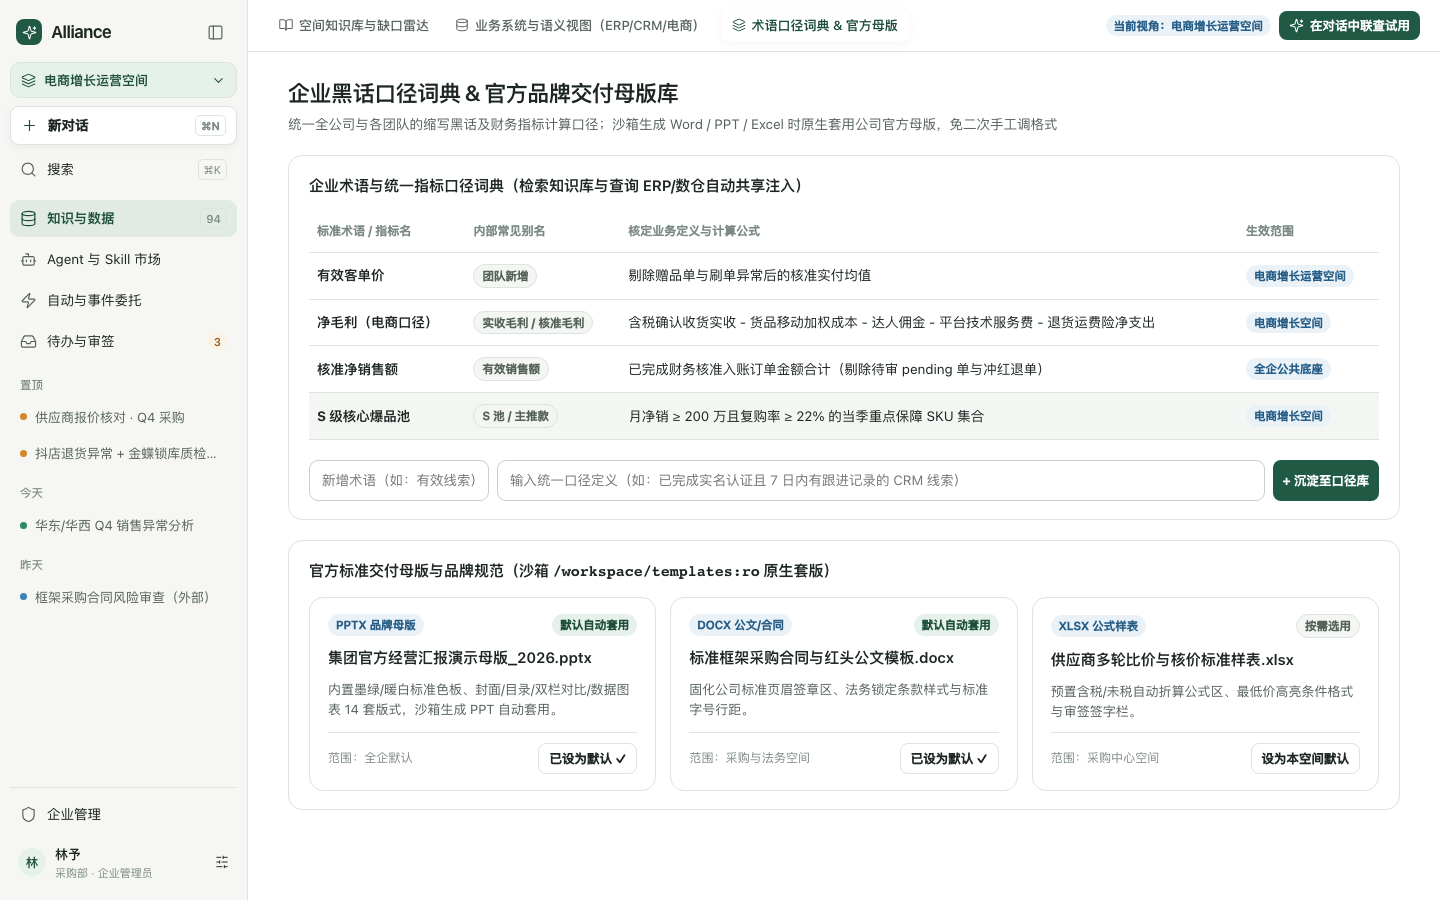 Alliance
电商增长运营空间
新对话 ⌘N
搜索 ⌘K
知识与数据 94
Agent 与 Skill 市场
自动与事件委托
待办与审签 3
置顶
供应商报价核对 · Q4 采购
抖店退货异常 + 金蝶锁库质检...
今天
华东/华西 Q4 销售异常分析
昨天
框架采购合同风险审查（外部）
企业管理
林 林予
采购部 · 企业管理员
空间知识库与缺口雷达 业务系统与语义视图（ERP/CRM/电商） 术语口径词典 & 官方母版 当前视角：电商增长运营空间 在对话中联查试用
企业黑话口径词典 & 官方品牌交付母版库
统一全公司与各团队的缩写黑话及财务指标计算口径；沙箱生成 Word / PPT / Excel 时原生套用公司官方母版，免二次手工调格式
企业术语与统一指标口径词典（检索知识库与查询 ERP/数仓自动共享注入）
标准术语 / 指标名 内部常见别名 核定业务定义与计算公式 生效范围
有效客单价 团队新增 剔除赠品单与刷单异常后的核准实付均值 电商增长运营空间
净毛利（电商口径） 实收毛利 / 核准毛利 含税确认收货实收 - 货品移动加权成本 - 达人佣金 - 平台技术服务费 - 退货运费险净支出 电商增长空间
核准净销售额 有效销售额 已完成财务核准入账订单金额合计（剔除待审 pending 单与冲红退单） 全企公共底座
S 级核心爆品池 S 池 / 主推款 月净销 ≥ 200 万且复购率 ≥ 22% 的当季重点保障 SKU 集合 电商增长空间
新增术语（如：有效线索） 输入统一口径定义（如：已完成实名认证且 7 日内有跟进记录的 CRM 线索） + 沉淀至口径库
官方标准交付母版与品牌规范（沙箱 /workspace/templates:ro 原生套版）
PPTX 品牌母版 默认自动套用
集团官方经营汇报演示母版_2026.pptx
内置墨绿/暖白标准色板、封面/目录/双栏对比/数据图
表 14 套版式，沙箱生成 PPT 自动套用。
范围：全企默认 已设为默认 ✓
DOCX 公文/合同 默认自动套用
标准框架采购合同与红头公文模板.docx
固化公司标准页眉签章区、法务锁定条款样式与标准
字号行距。
范围：采购与法务空间 已设为默认 ✓
XLSX 公式样表 按需选用
供应商多轮比价与核价标准样表.xlsx
预置含税/未税自动折算公式区、最低价高亮条件格式
与审签签字栏。
范围：采购中心空间 设为本空间默认